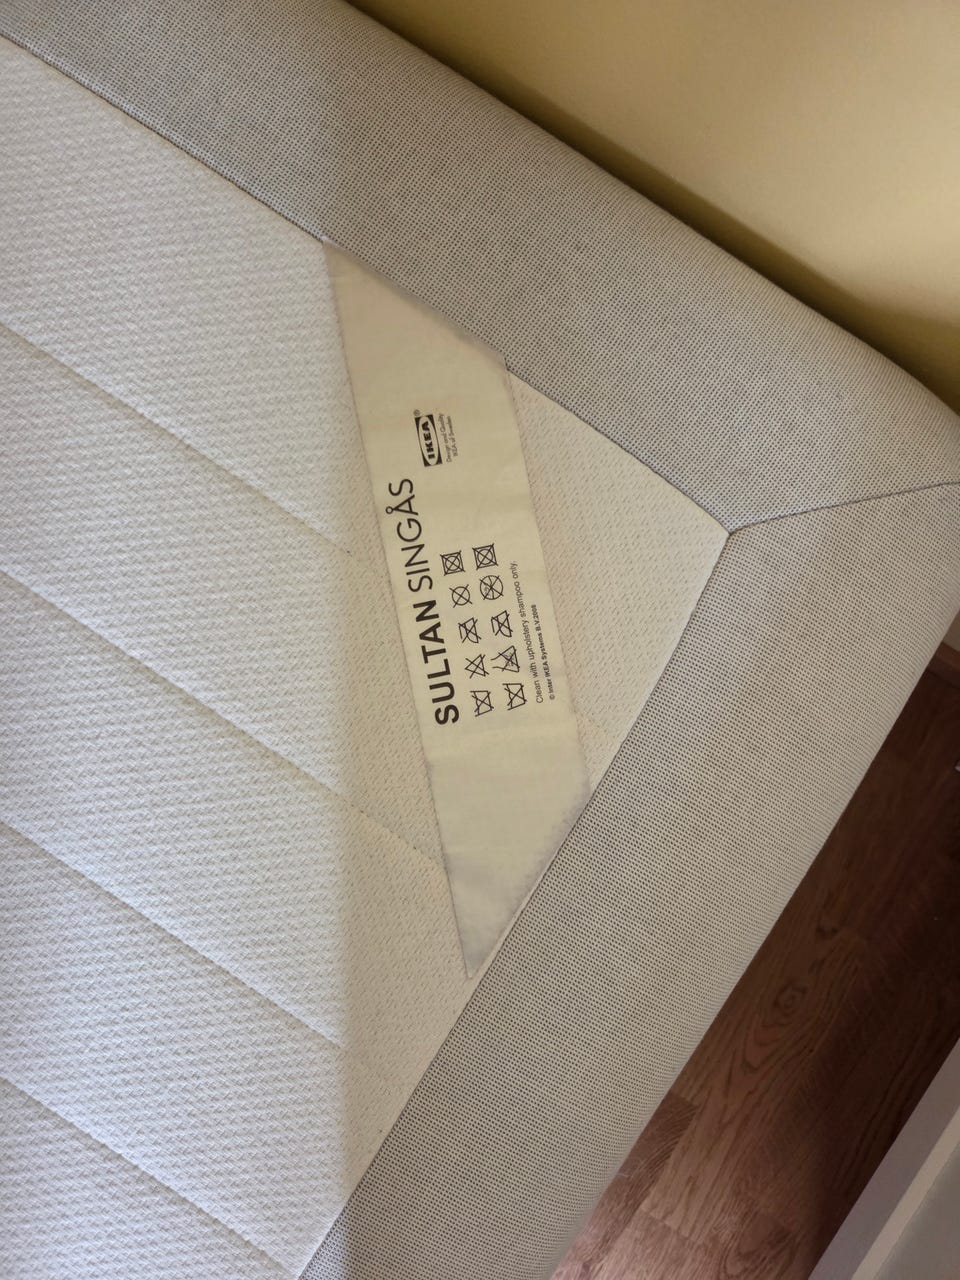 SULTAN SINGÅS
IKEA®
Design and Quality
IKEA of Sweden
Clean with upholstery shampoo only.
© Inter IKEA Systems B.V. 2008